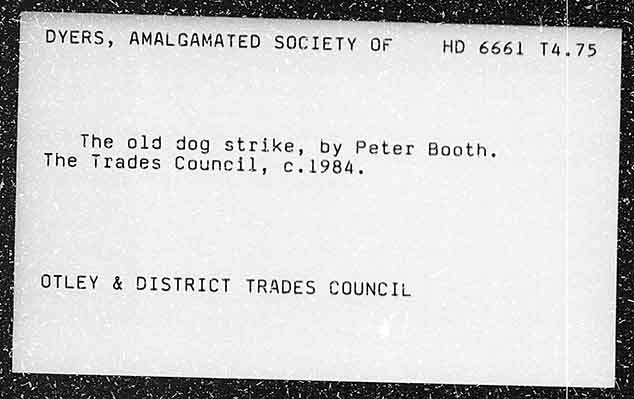 DYERS, AMALGAMATED SOCIETY OF HD 6661 T4.75
The old dog strike, by Peter Booth.
The Trades Council, c.1984.
OTLEY & DISTRICT TRADES COUNCIL